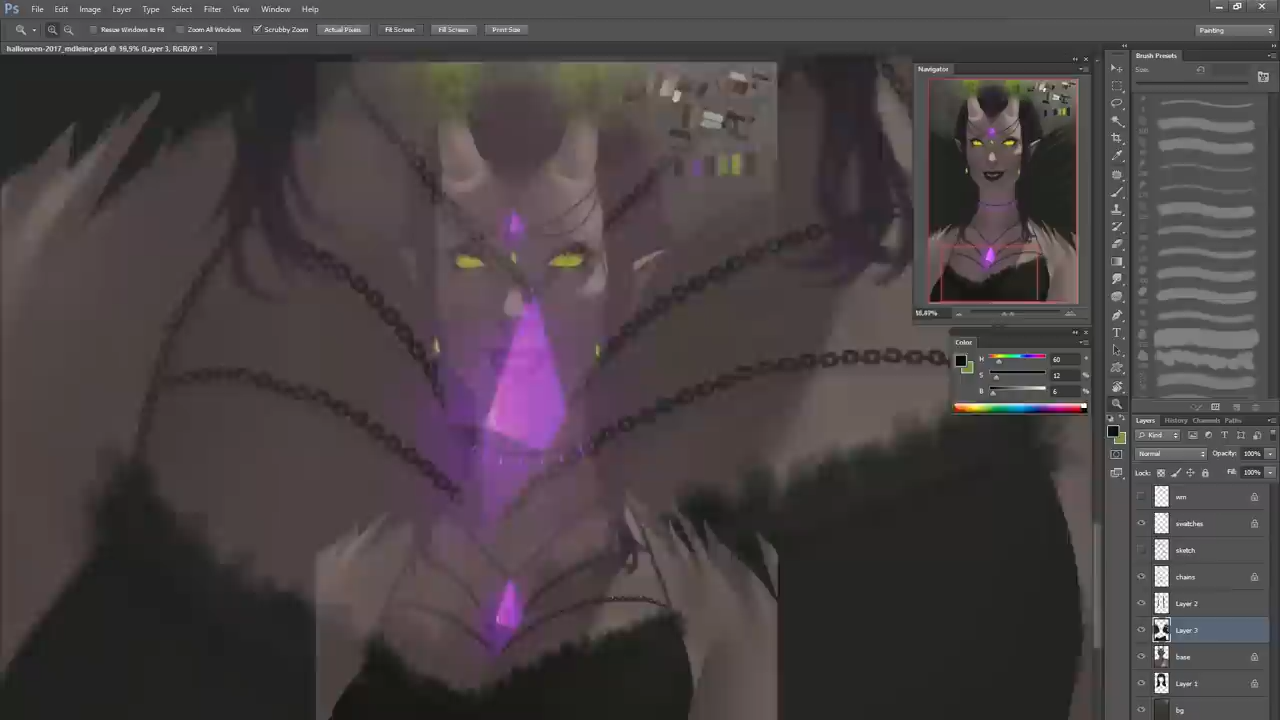 Ps File Edit Image Layer Type Select Filter View Window Help
Resize Windows to Fit Zoom All Windows Scrubby Zoom Actual Pixels Fit Screen Fill Screen Print Size Painting
halloween-2017_mdleine.psd @ 16,9% (Layer 3, RGB/8) * ×
Brush Presets
Size:
Navigator
16,67%
Color
H 60 °
S 12 %
B 6 %
Layers History Channels Paths
Kind
Normal Opacity: 100%
Lock: Fill: 100%
wm
swatches
sketch
chains
Layer 2
Layer 3
base
Layer 1
bg